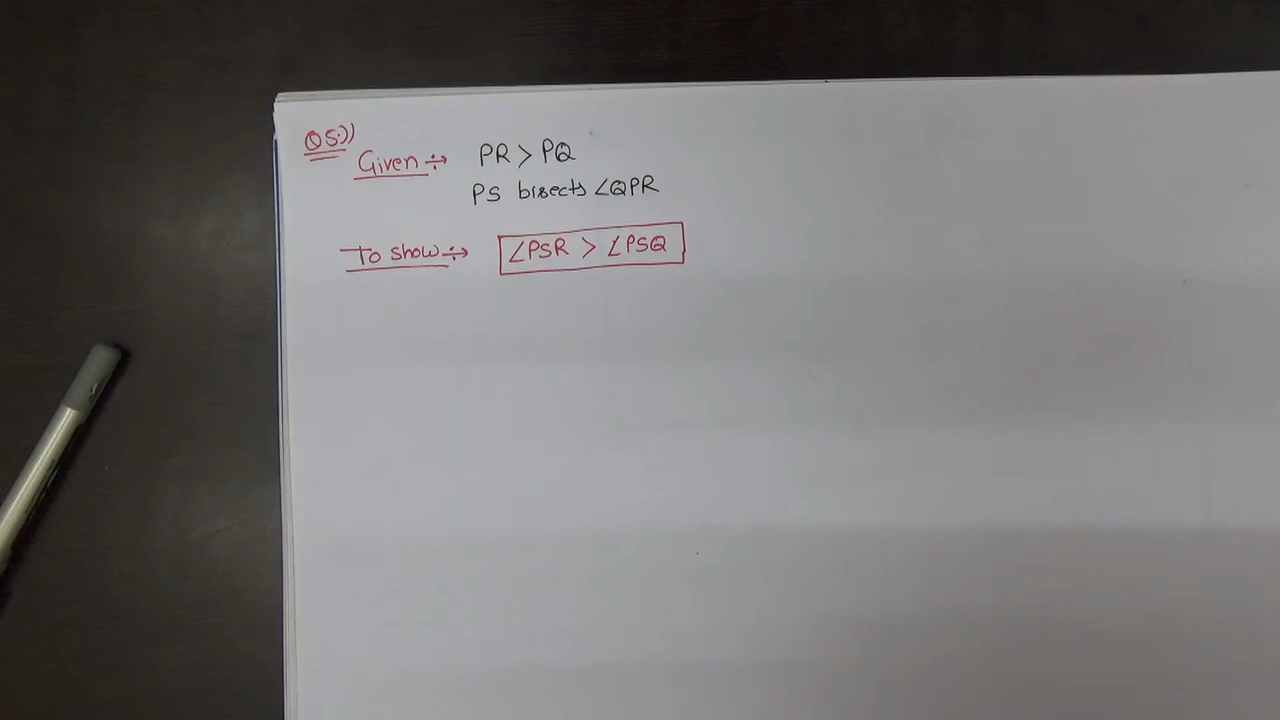 Q5.))
Given ÷→ PR > PQ
PS bisects ∠QPR
To show ÷→ ∠PSR > ∠PSQ